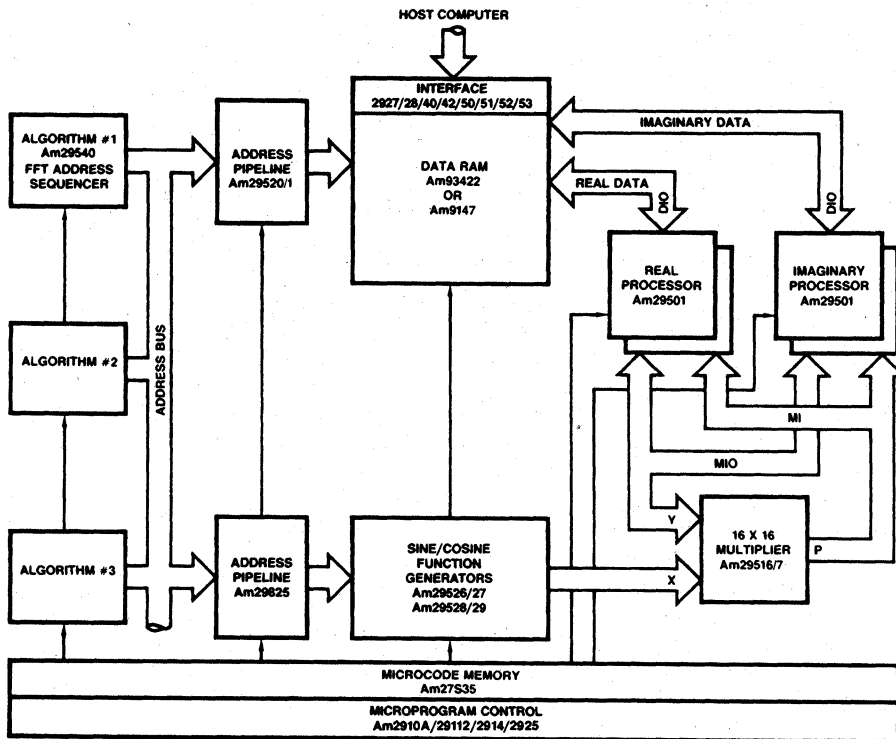 HOST COMPUTER
INTERFACE
2927/28/40/42/50/51/52/53
ALGORITHM #1
Am29540
FFT ADDRESS
SEQUENCER
ADDRESS
PIPELINE
Am29520/1
DATA RAM
Am93422
OR
Am9147
IMAGINARY DATA
REAL DATA
DIO
DIO
REAL
PROCESSOR
Am29501
IMAGINARY
PROCESSOR
Am29501
ALGORITHM #2
ADDRESS BUS
MI
MIO
ALGORITHM #3
ADDRESS
PIPELINE
Am29825
SINE/COSINE
FUNCTION
GENERATORS
Am29526/27
Am29528/29
Y
X
16 X 16
MULTIPLIER
Am29516/7
P
MICROCODE MEMORY
Am27S35
MICROPROGRAM CONTROL
Am2910A/29112/2914/2925